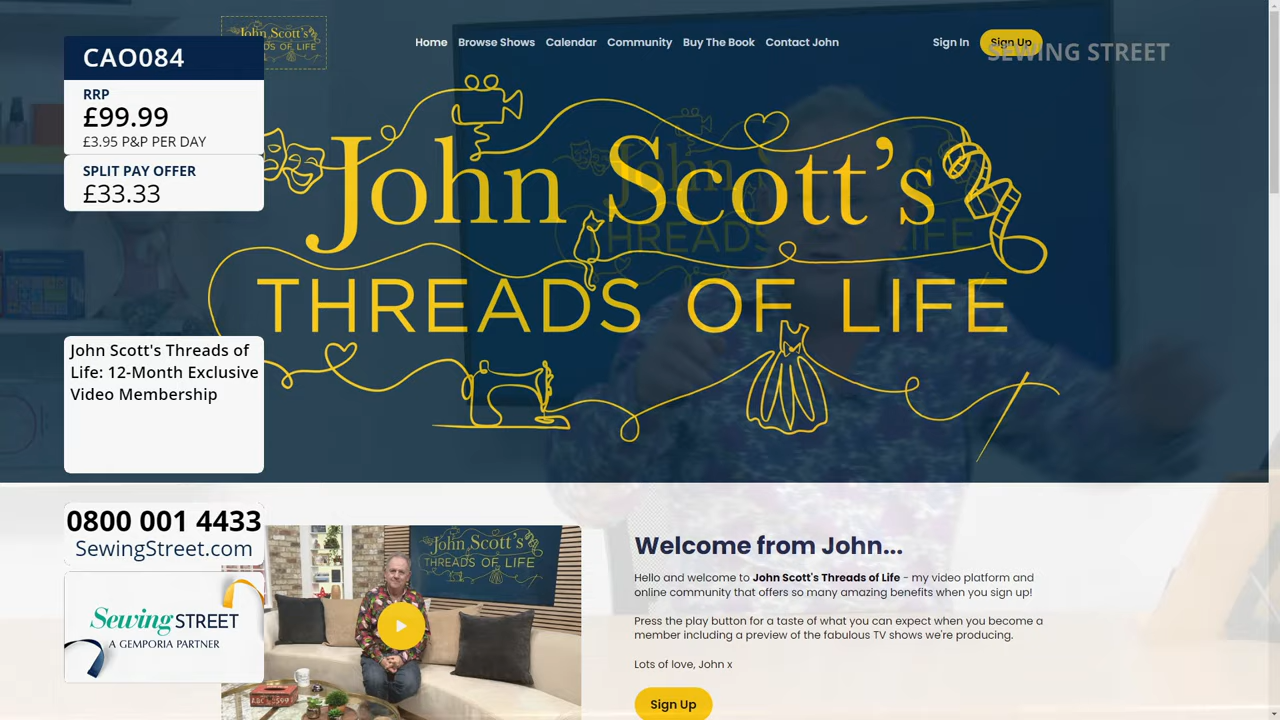 CAO084
RRP
£99.99
£3.95 P&P PER DAY
SPLIT PAY OFFER
£33.33
John Scott's Threads of
Life: 12-Month Exclusive
Video Membership
0800 001 4433
SewingStreet.com
Sewing STREET
A GEMPORIA PARTNER
John Scott's
THREADS OF LIFE
Home Browse Shows Calendar Community Buy The Book Contact John
Sign In Sign Up
SEWING STREET
John Scott's
THREADS OF LIFE
John Scott's
THREADS OF LIFE
Welcome from John...
Hello and welcome to John Scott's Threads of Life - my video platform and
online community that offers so many amazing benefits when you sign up!
Press the play button for a taste of what you can expect when you become a
member including a preview of the fabulous TV shows we're producing.
Lots of love, John x
Sign Up